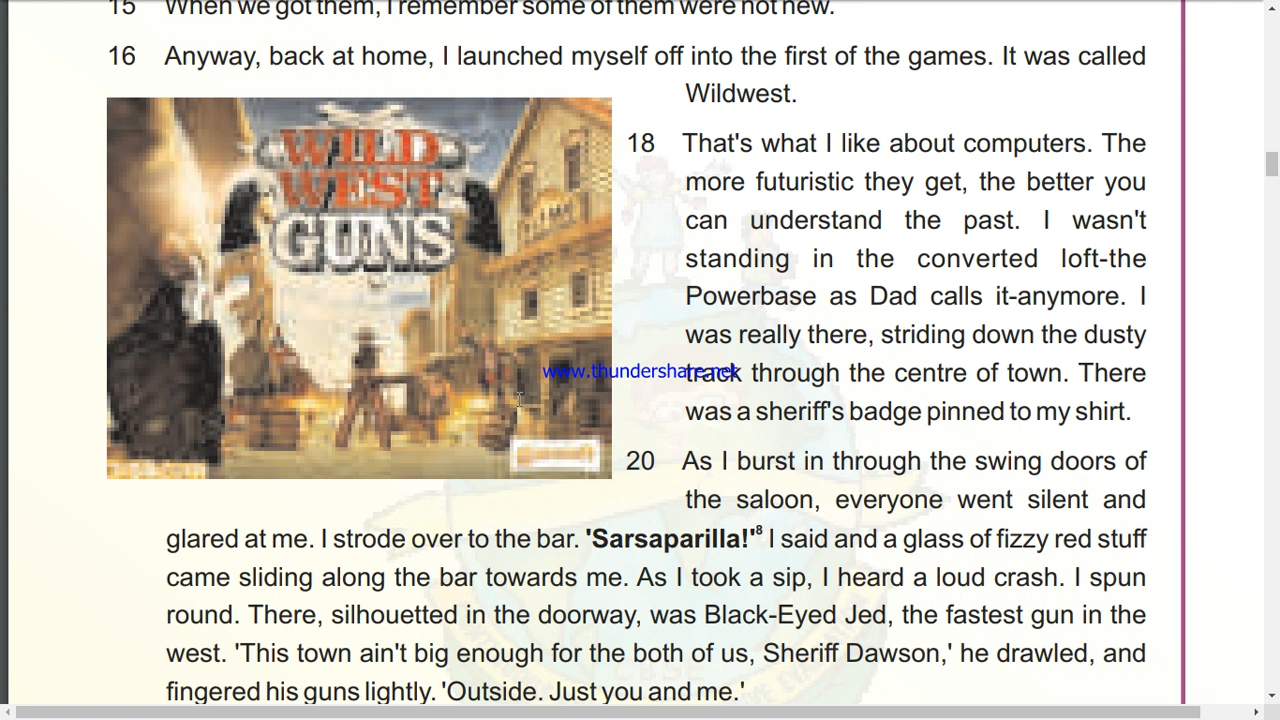 15 When we got them, I remember some of them were not new.
16 Anyway, back at home, I launched myself off into the first of the games. It was called
Wildwest.
WILD
WEST
GUNS
18 That's what I like about computers. The
more futuristic they get, the better you
can understand the past. I wasn't
standing in the converted loft-the
Powerbase as Dad calls it-anymore. I
was really there, striding down the dusty
www.thundershare.net
track through the centre of town. There
was a sheriff's badge pinned to my shirt.
20 As I burst in through the swing doors of
the saloon, everyone went silent and
glared at me. I strode over to the bar. 'Sarsaparilla!'8 I said and a glass of fizzy red stuff
came sliding along the bar towards me. As I took a sip, I heard a loud crash. I spun
round. There, silhouetted in the doorway, was Black-Eyed Jed, the fastest gun in the
west. 'This town ain't big enough for the both of us, Sheriff Dawson,' he drawled, and
fingered his guns lightly. 'Outside. Just you and me.'